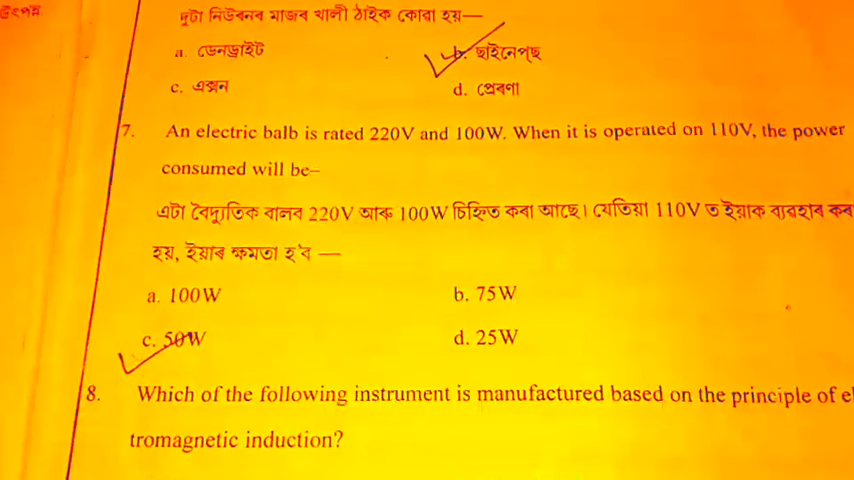 উৎপন্ন
দুটা নিউৰনৰ মাজৰ খালী ঠাইক কোৱা হয়—
a. ডেনড্ৰাইট b. ছাইনেপ্‌ছ
c. এক্সন d. প্ৰেৰণা
7. An electric balb is rated 220V and 100W. When it is operated on 110V, the power
consumed will be–
এটা বৈদ্যুতিক বালব 220V আৰু 100W চিহ্নিত কৰা আছে। যেতিয়া 110V ত ইয়াক ব্যৱহাৰ কৰা
হয়, ইয়াৰ ক্ষমতা হ'ব —
a. 100W b. 75W
c. 50W d. 25W
8. Which of the following instrument is manufactured based on the principle of el
tromagnetic induction?